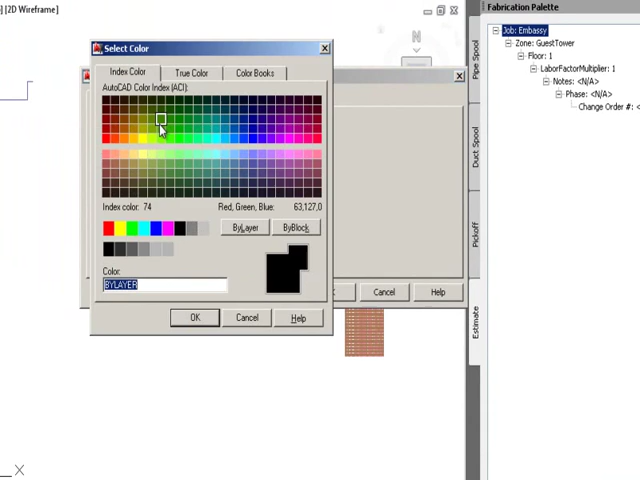 [2D Wireframe]
Fabrication Palette
Select Color
Index Color
True Color
Color Books
AutoCAD Color Index (ACI):
Index color: 74
Red, Green, Blue: 63,127,0
ByLayer
ByBlock
Color:
BYLAYER
OK
Cancel
Help
Cancel
Help
N
X
Pipe Spool
Duct Spool
Pickoff
Estimate
Job: Embassy
Zone: GuestTower
Floor: 1
LaborFactorMultiplier: 1
Notes: <N/A>
Phase: <N/A>
Change Order #: <